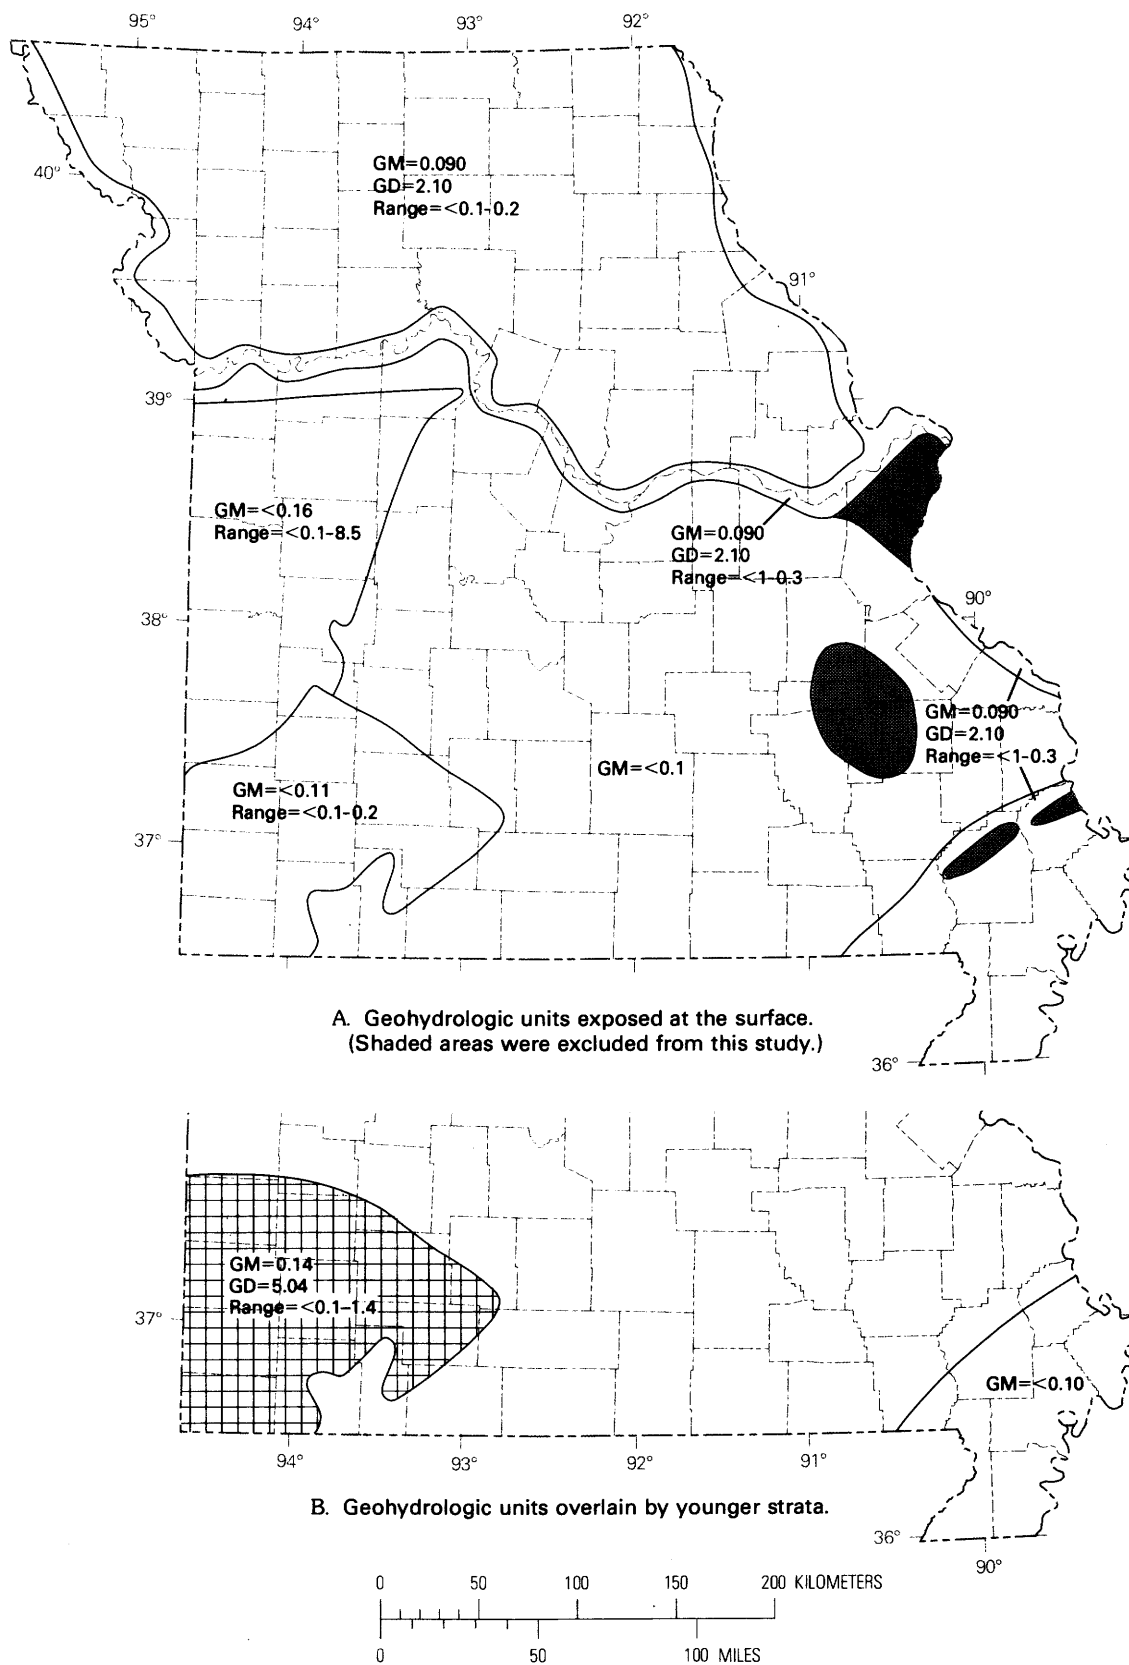 95°
94°
93°
92°
GM=0.090
GD=2.10
Range=<0.1-0.2
40°
91°
39°
GM=<0.16
Range=<0.1-8.5
GM=0.090
GD=2.10
Range=<1-0.3
90°
38°
GM=0.090
GD=2.10
Range=<1-0.3
GM=<0.1
GM=<0.11
Range=<0.1-0.2
37°
A. Geohydrologic units exposed at the surface.
(Shaded areas were excluded from this study.)
36°
GM=0.14
GD=5.04
Range=<0.1-1.4
37°
GM=<0.10
94°
93°
92°
91°
B. Geohydrologic units overlain by younger strata.
36°
90°
0 50 100 150 200 KILOMETERS
0 50 100 MILES